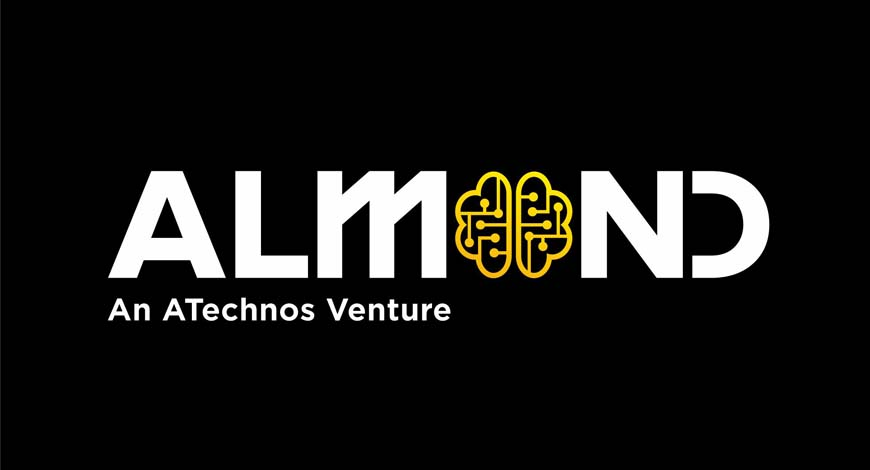 ALMOND
An ATechnos Venture